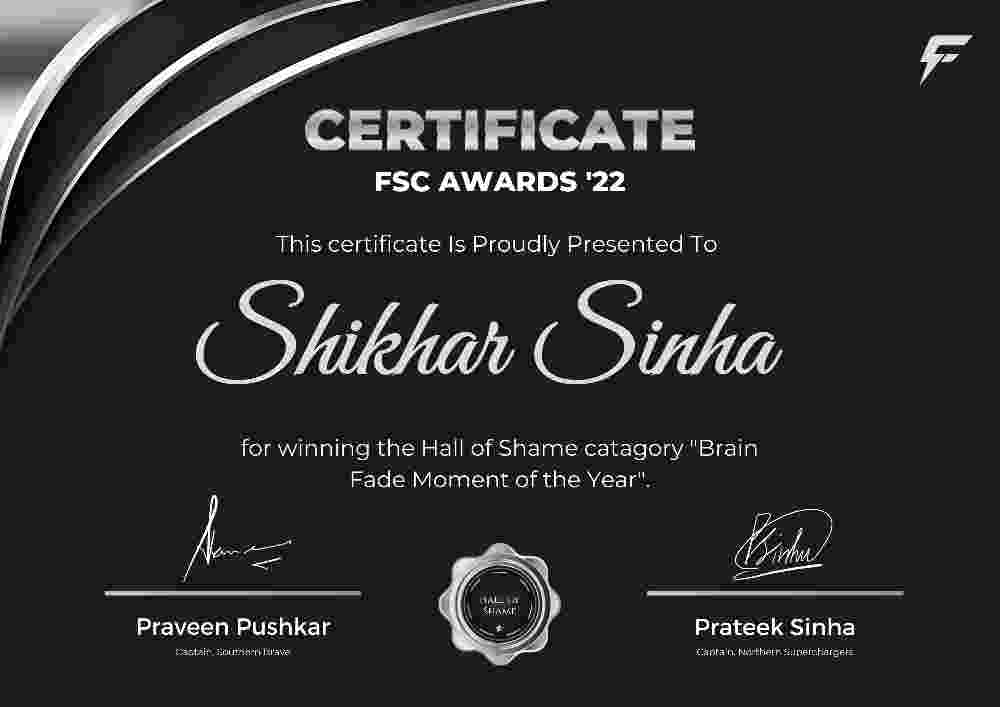 CERTIFICATE
FSC AWARDS '22
This certificate Is Proudly Presented To
Shikhar Sinha
for winning the Hall of Shame catagory "Brain
Fade Moment of the Year".
HALL OF
SHAME
Praveen Pushkar
Captain, Southern Brave
Prateek Sinha
Captain, Northern Superchargers